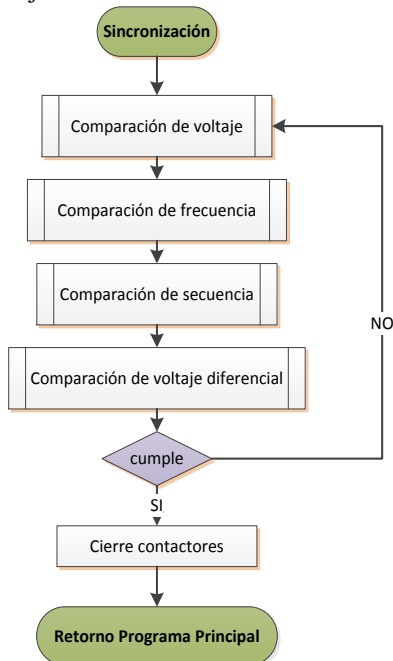 Sincronización
Comparación de voltaje
Comparación de frecuencia
Comparación de secuencia
NO
Comparación de voltaje diferencial
cumple
SI
Cierre contactores
Retorno Programa Principal